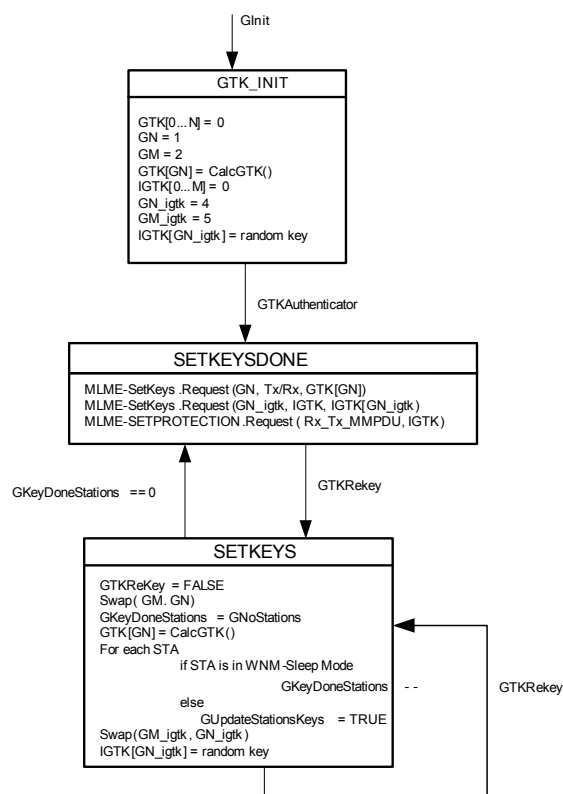 GInit
GTK_INIT
GTK[0...N] = 0
GN = 1
GM = 2
GTK[GN] = CalcGTK()
IGTK[0...M] = 0
GN_igtk = 4
GM_igtk = 5
IGTK[GN_igtk] = random key
GTKAuthenticator
SETKEYSDONE
MLME-SetKeys .Request (GN, Tx/Rx, GTK[GN])
MLME-SetKeys .Request (GN_igtk, IGTK, IGTK[GN_igtk)
MLME-SETPROTECTION .Request ( Rx_Tx_MMPDU, IGTK)
GKeyDoneStations == 0
GTKRekey
SETKEYS
GTKReKey = FALSE
Swap( GM. GN)
GKeyDoneStations = GNoStations
GTK[GN] = CalcGTK()
For each STA
if STA is in WNM-Sleep Mode
GKeyDoneStations - -
else
GUpdateStationsKeys = TRUE
Swap(GM_igtk, GN_igtk)
IGTK[GN_igtk] = random key
GTKRekey